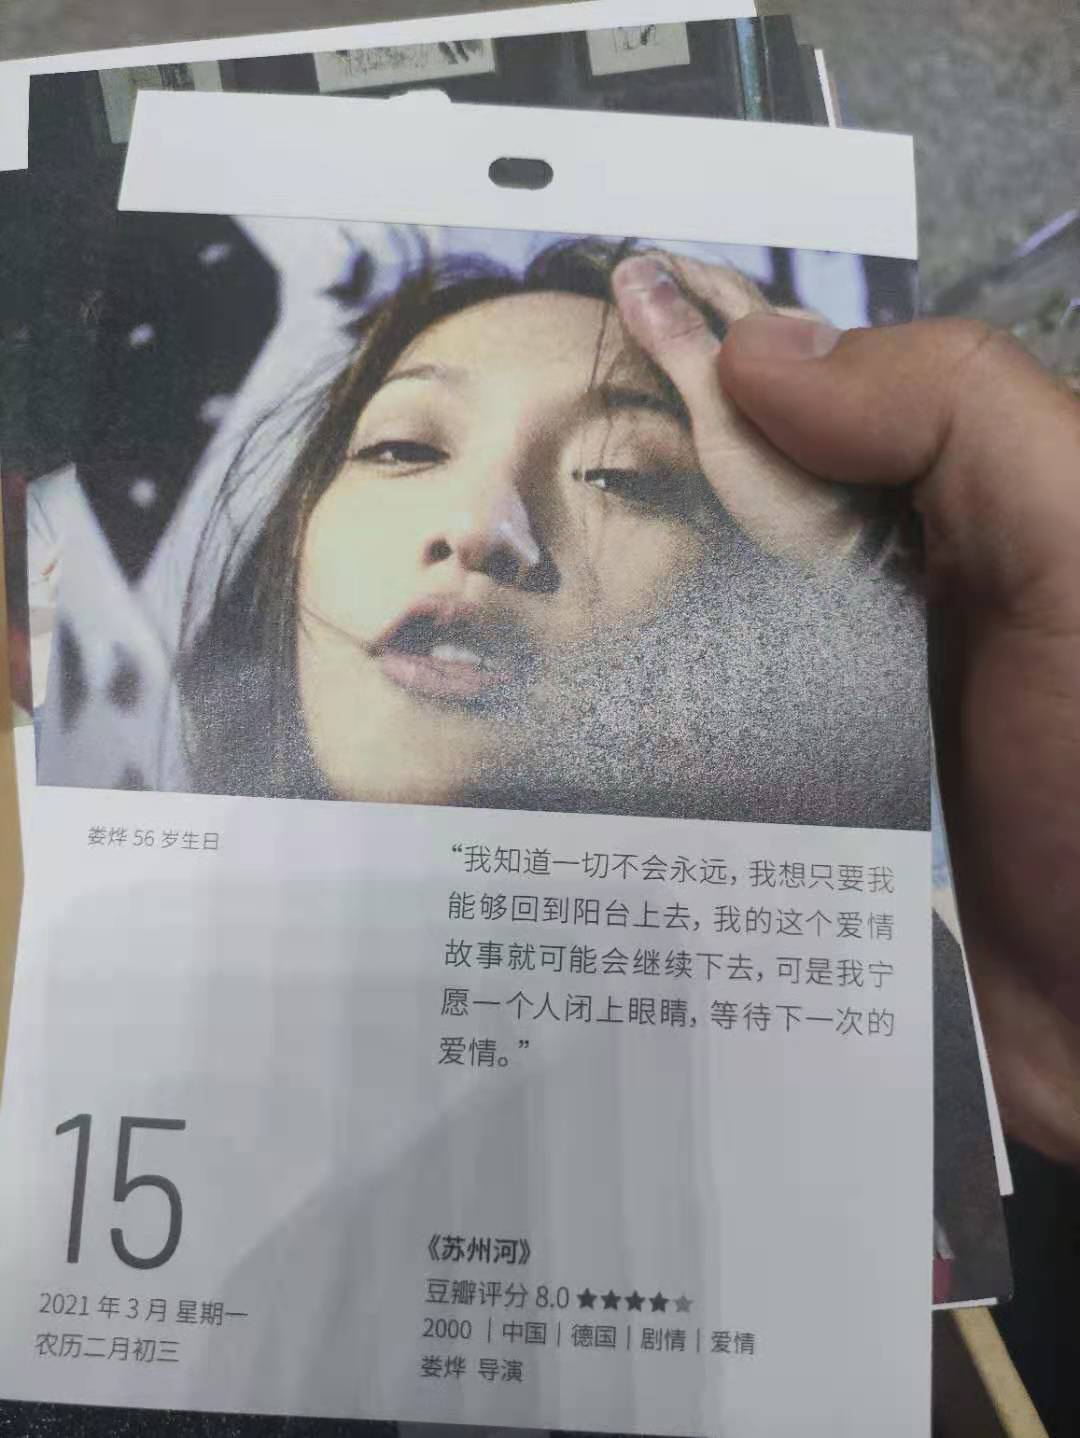 娄烨 56 岁生日
“我知道一切不会永远，我想只要我
能够回到阳台上去，我的这个爱情
故事就可能会继续下去，可是我宁
愿一个人闭上眼睛，等待下一次的
爱情。”
15
2021 年 3 月 星期一
农历二月初三
《苏州河》
豆瓣评分 8.0 ★★★★★
2000 | 中国 | 德国 | 剧情 | 爱情
娄烨 导演